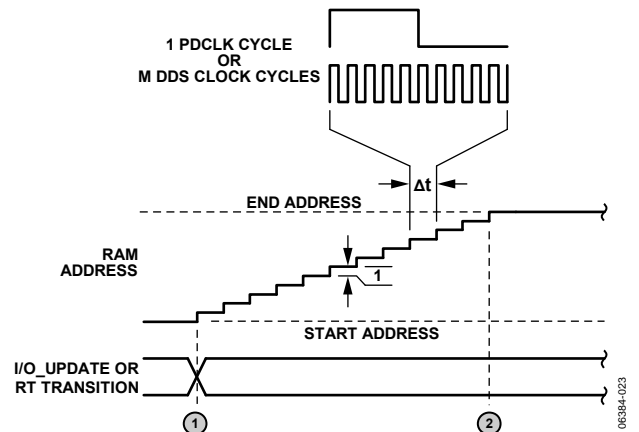 1 PDCLK CYCLE
OR
M DDS CLOCK CYCLES
Δt
END ADDRESS
RAM
ADDRESS
1
START ADDRESS
I/O_UPDATE OR
RT TRANSITION
1
2
06384-023